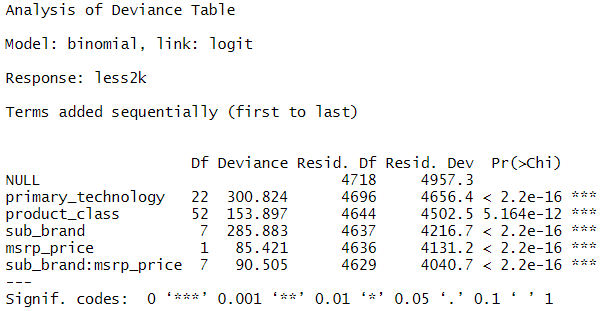 Analysis of Deviance Table
Model: binomial, link: logit
Response: less2k
Terms added sequentially (first to last)
Df Deviance Resid. Df Resid. Dev Pr(>Chi)
NULL 4718 4957.3
primary_technology 22 300.824 4696 4656.4 < 2.2e-16 ***
product_class 52 153.897 4644 4502.5 5.164e-12 ***
sub_brand 7 285.883 4637 4216.7 < 2.2e-16 ***
msrp_price 1 85.421 4636 4131.2 < 2.2e-16 ***
sub_brand:msrp_price 7 90.505 4629 4040.7 < 2.2e-16 ***
---
Signif. codes: 0 ‘***’ 0.001 ‘**’ 0.01 ‘*’ 0.05 ‘.’ 0.1 ‘ ’ 1